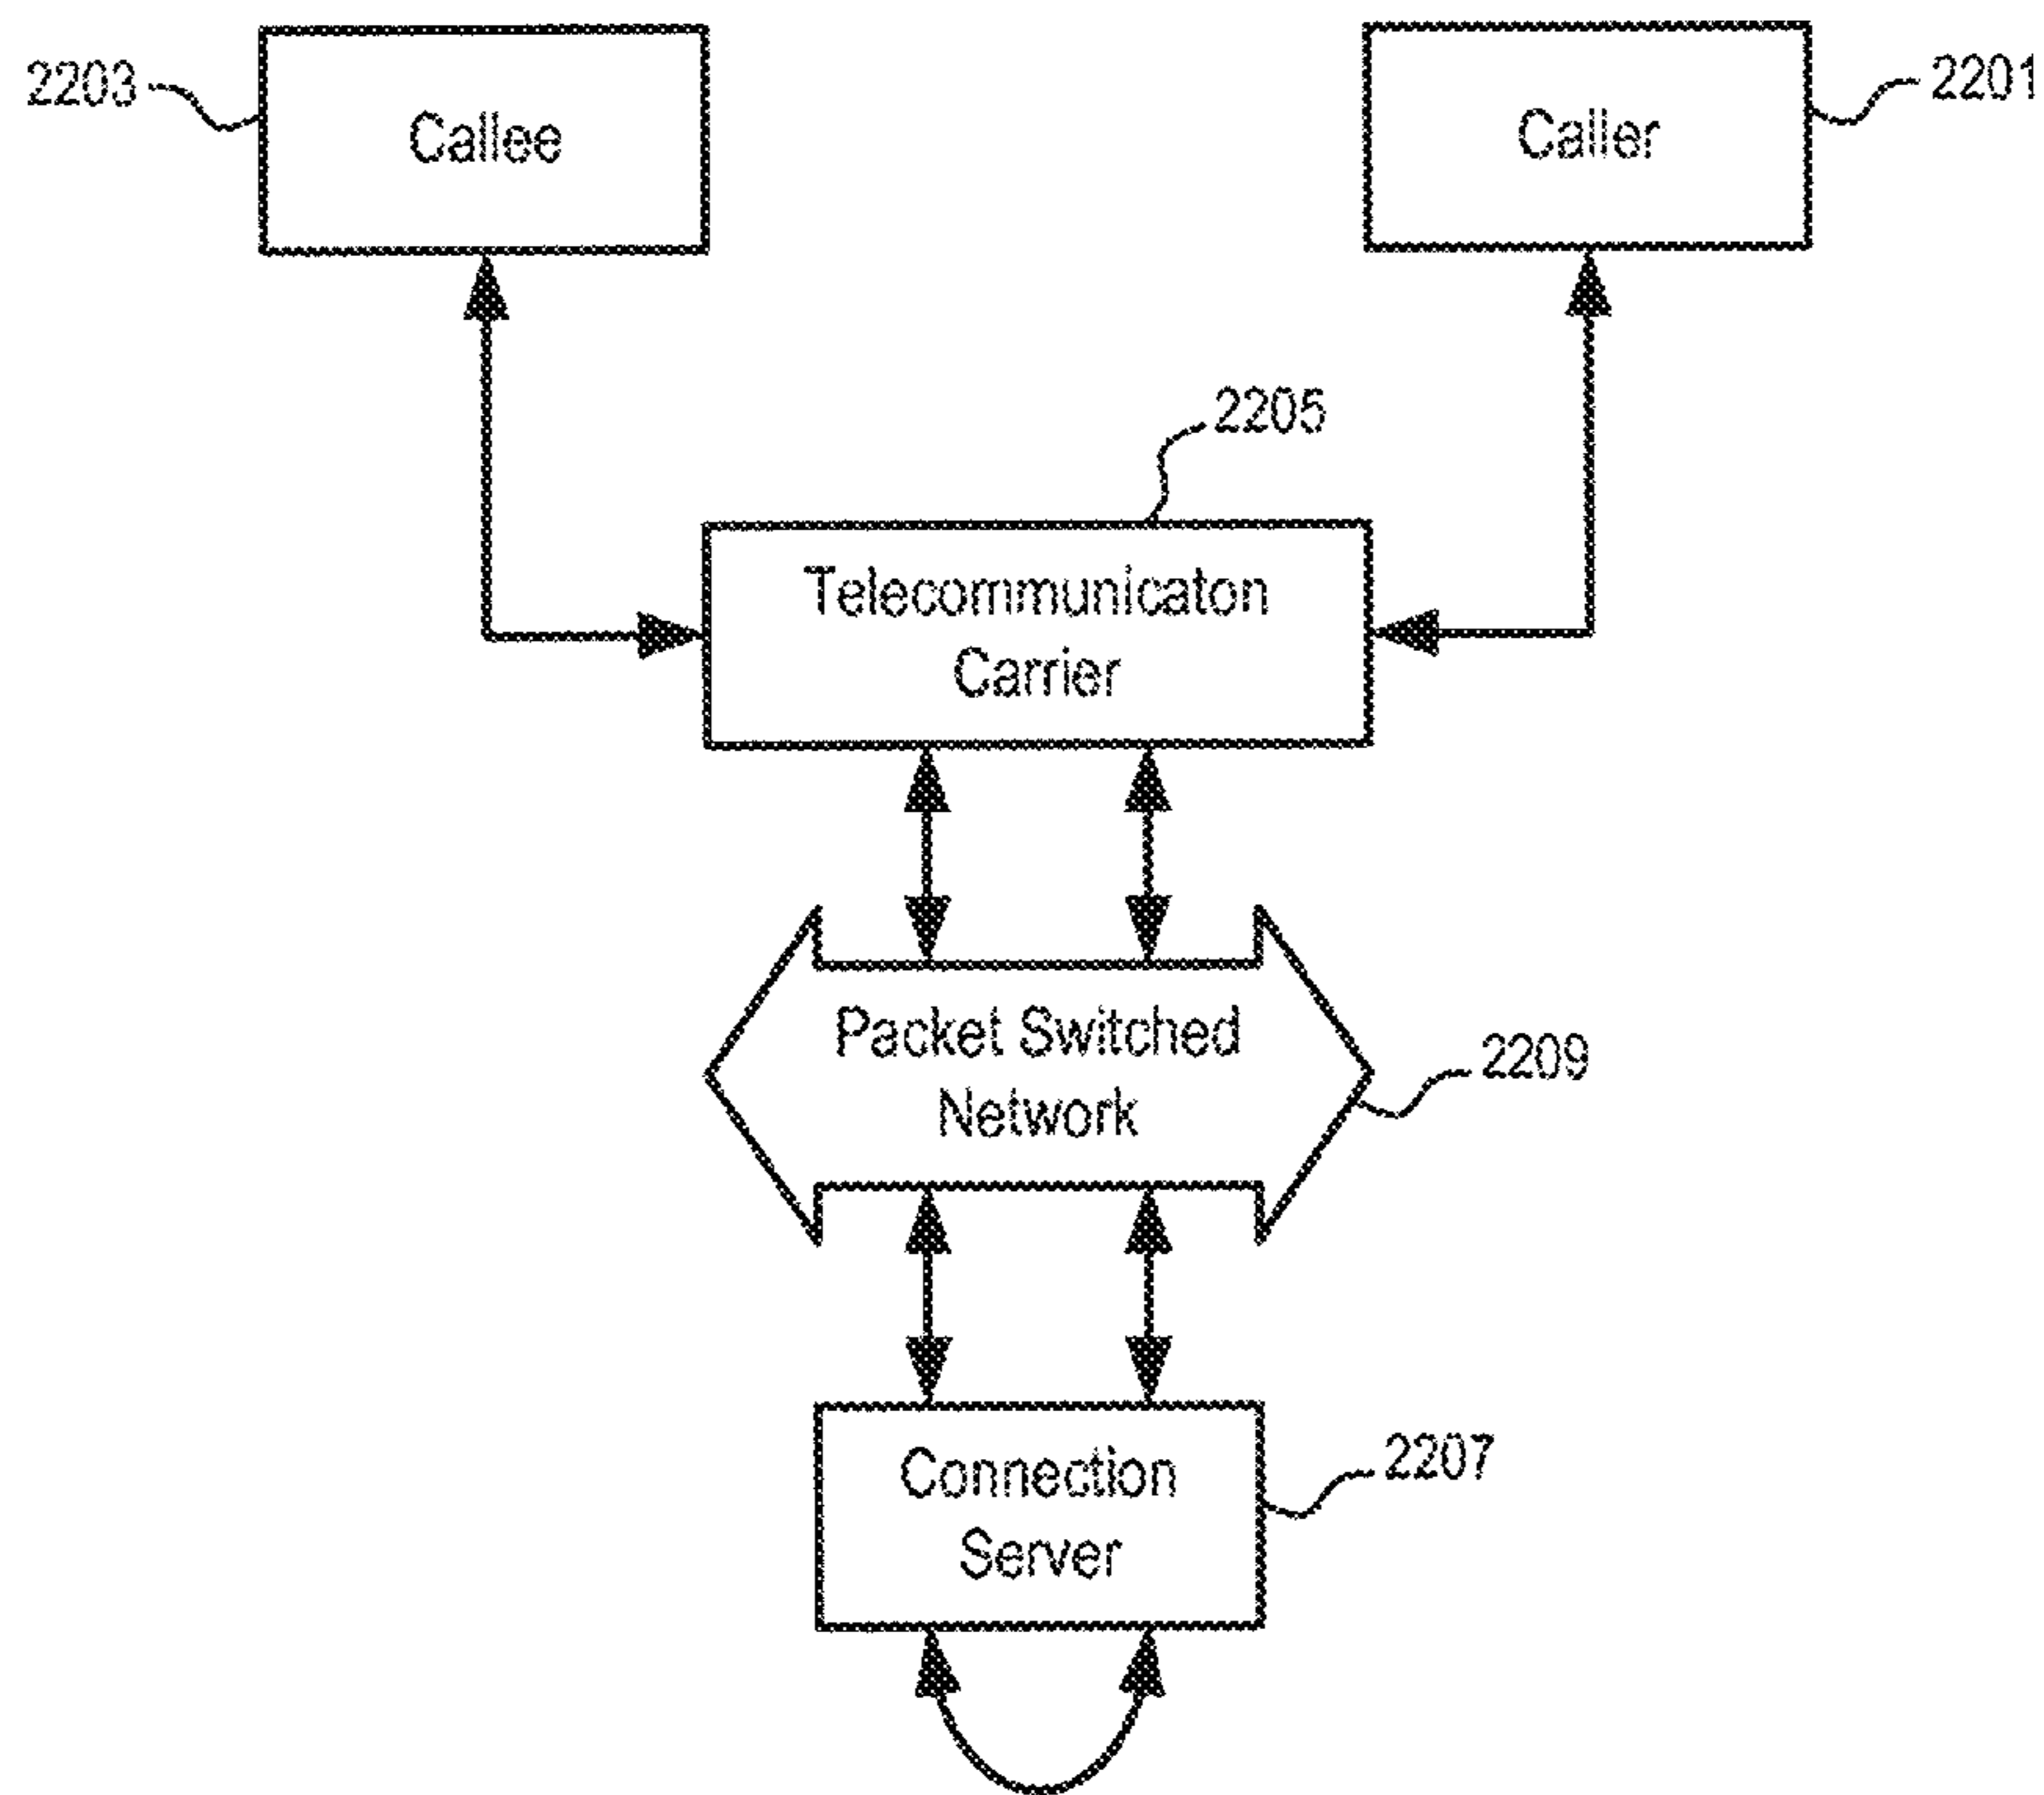 2203
Callee
Caller
2201
2205
Telecommunicaton
Carrier
Packet Switched
Network
2209
Connection
Server
2207